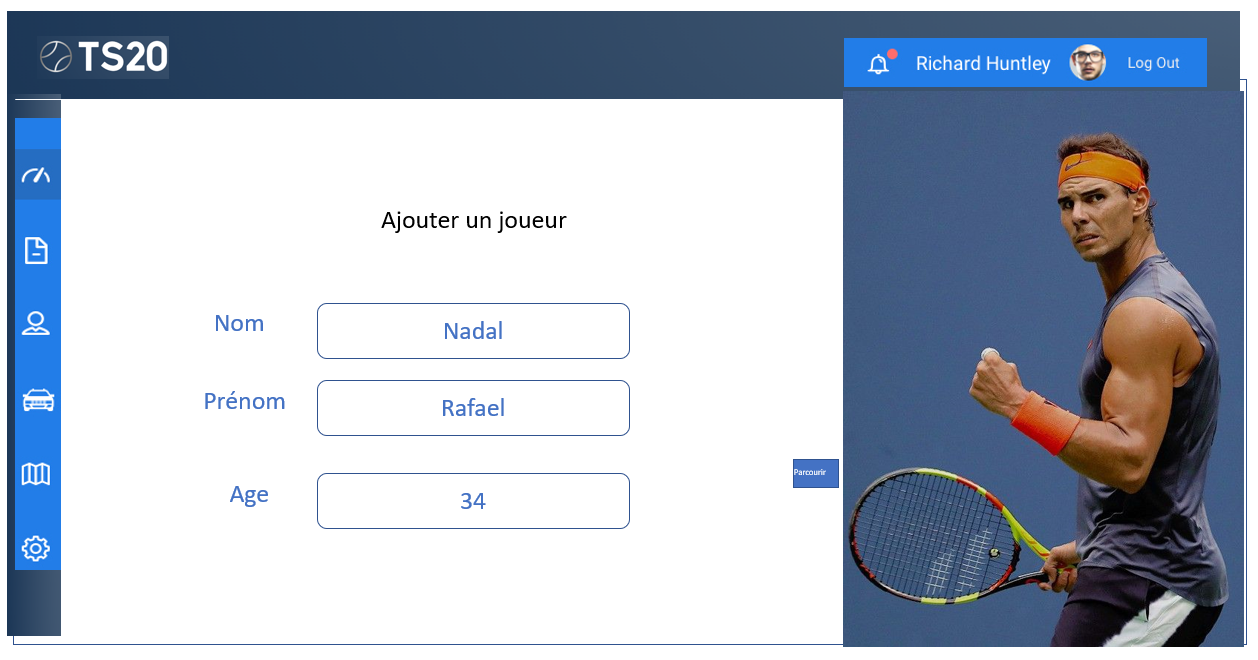 TS20
Richard Huntley
Log Out
Ajouter un joueur
Nom
Nadal
Prénom
Rafael
Parcourir
Age
34